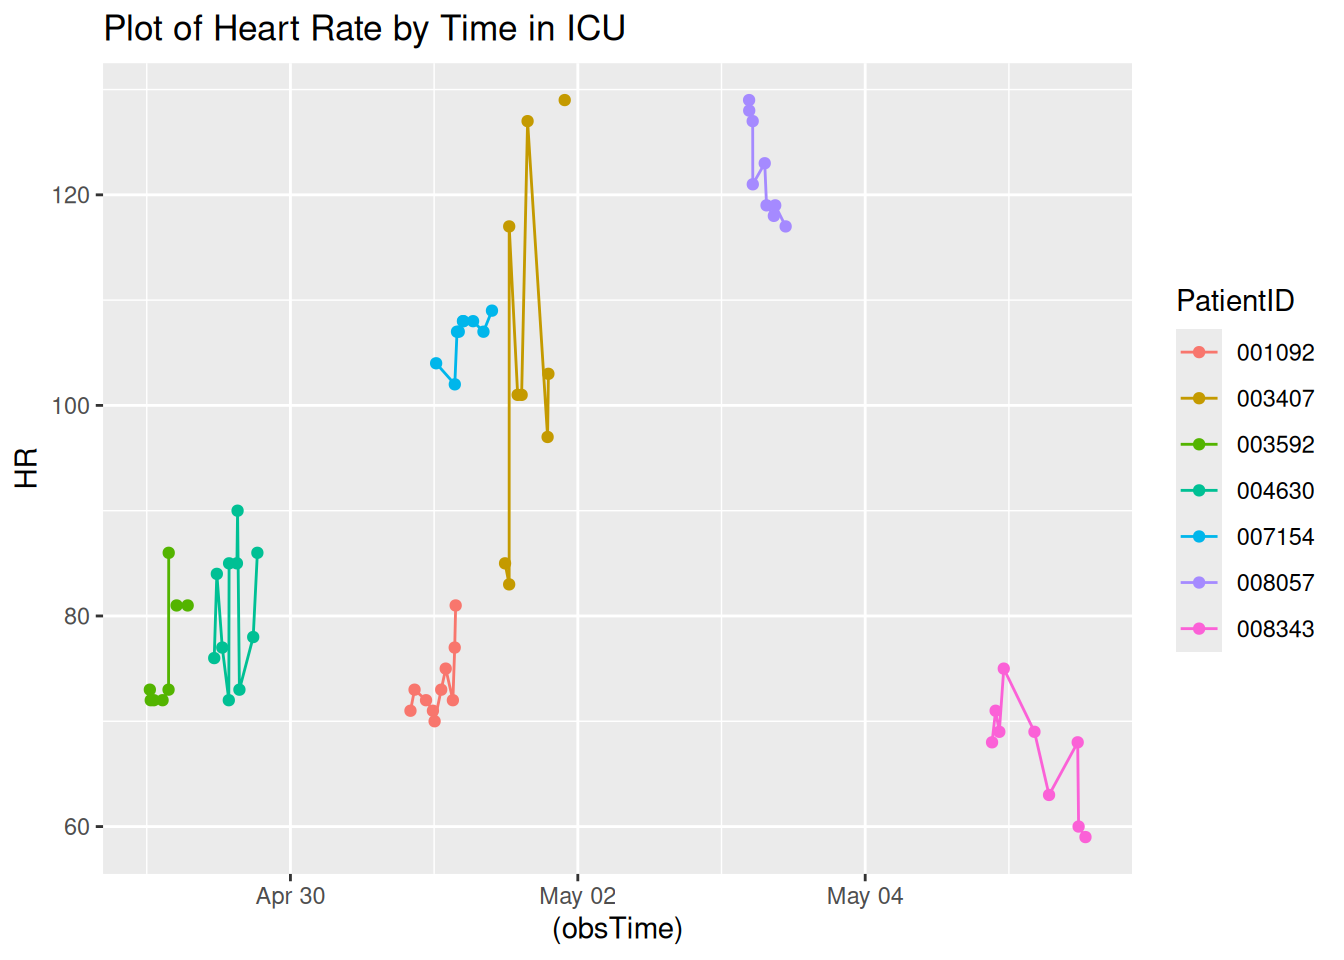 Plot of Heart Rate by Time in ICU
120
100
80
60
HR
Apr 30
May 02
May 04
(obsTime)
PatientID
001092
003407
003592
004630
007154
008057
008343